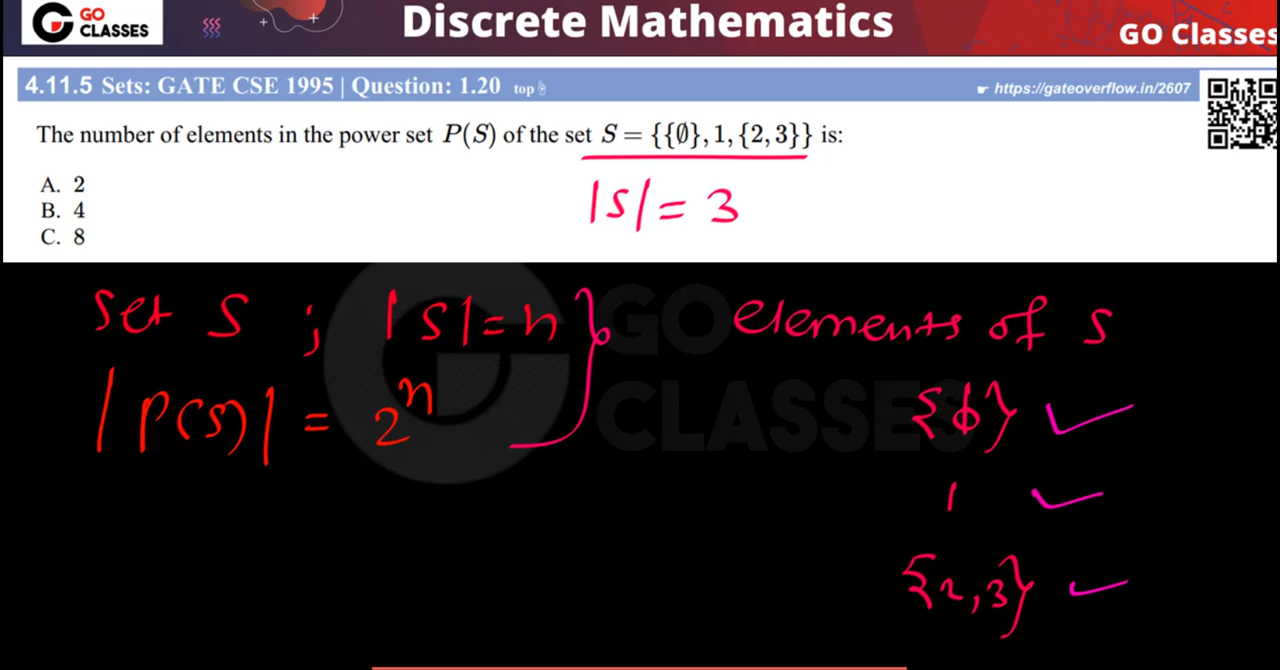 GO
CLASSES
Discrete Mathematics
GO Classes
4.11.5 Sets: GATE CSE 1995 | Question: 1.20 top
https://gateoverflow.in/2607
The number of elements in the power set P(S) of the set S = {{∅}, 1, {2, 3}} is:
A. 2
B. 4
C. 8
|S| = 3
Set S ; |S| = n
|P(S)| = 2ⁿ
elements of S
{ϕ}
1
{2,3}
GO
CLASSES